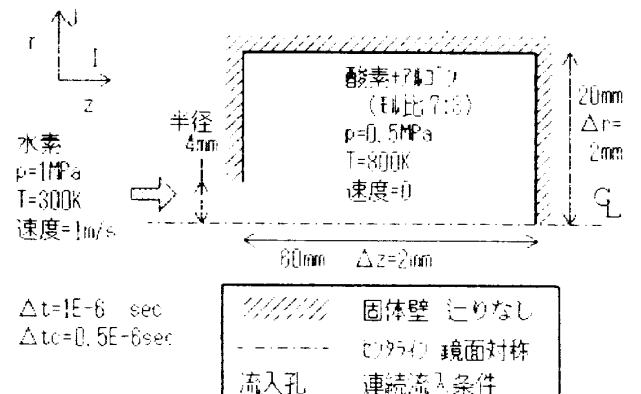 J
r
I
z
水素
p=1MPa
T=300K
速度=1m/s
半径
4mm
酸素+アルゴン
(モル比7:3)
p=0.5MPa
T=800K
速度=0
20mm
Δr=
2mm
CL
60mm Δz=2mm
Δt=1E-6 sec
Δtc=0.5E-6sec
固体壁 辷りなし
センタライン 鏡面対称
流入孔 連続流入条件